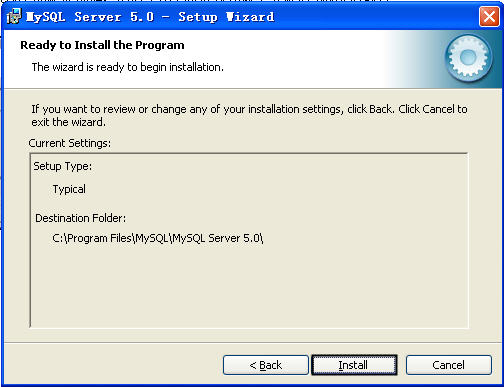 MySQL Server 5.0 - Setup Wizard
Ready to Install the Program
The wizard is ready to begin installation.
If you want to review or change any of your installation settings, click Back. Click Cancel to
exit the wizard.
Current Settings:
Setup Type:
Typical
Destination Folder:
C:\Program Files\MySQL\MySQL Server 5.0\
< Back
Install
Cancel